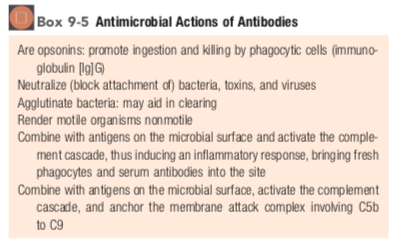 Box 9-5 Antimicrobial Actions of Antibodies
Are opsonins: promote ingestion and killing by phagocytic cells (immuno-
globulin [Ig]G)
Neutralize (block attachment of) bacteria, toxins, and viruses
Agglutinate bacteria: may aid in clearing
Render motile organisms nonmotile
Combine with antigens on the microbial surface and activate the comple-
ment cascade, thus inducing an inflammatory response, bringing fresh
phagocytes and serum antibodies into the site
Combine with antigens on the microbial surface, activate the complement
cascade, and anchor the membrane attack complex involving C5b
to C9